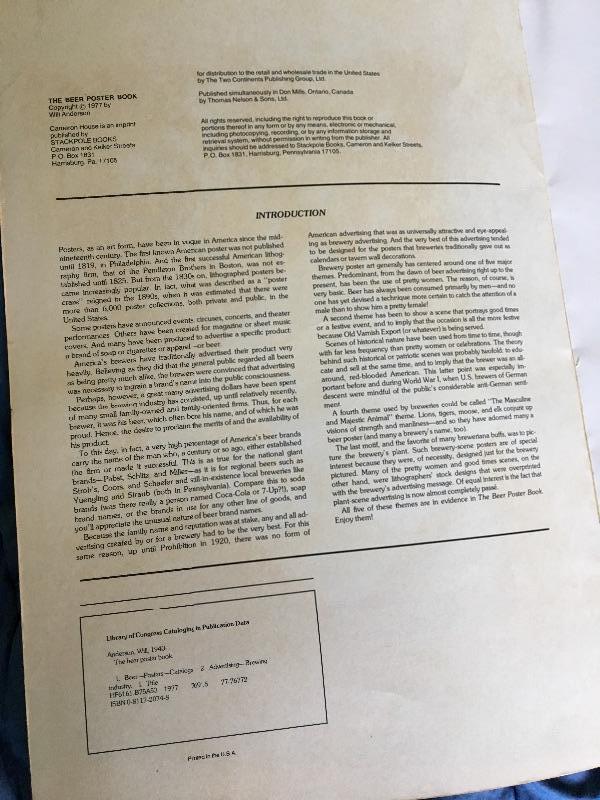 THE BEER POSTER BOOK
Copyright © 1977 by
Will Anderson
Cameron House is an imprint
published by
STACKPOLE BOOKS
Cameron and Kelker Streets
P.O. Box 1831
Harrisburg, Pa. 17105
for distribution to the retail and wholesale trade in the United States
by The Two Continents Publishing Group, Ltd.
Published simultaneously in Don Mills, Ontario, Canada
by Thomas Nelson & Sons, Ltd.
All rights reserved, including the right to reproduce this book or
portions thereof in any form or by any means, electronic or mechanical,
including photocopying, recording, or by any information storage and
retrieval system, without permission in writing from the publisher. All
inquiries should be addressed to Stackpole Books, Cameron and Kelker Streets,
P.O. Box 1831, Harrisburg, Pennsylvania 17105.
INTRODUCTION
Posters, as an art form, have been in vogue in America since the mid-
nineteenth century. The first known American poster was not published
until 1819, in Philadelphia. And the first successful American lithog-
raphy firm, that of the Pendleton Brothers in Boston, was not es-
tablished until 1825. But from the 1830s on, lithographed posters be-
came increasingly popular. In fact, what was described as a "poster
craze" reigned in the 1890s, when it was estimated that there were
more than 6,000 poster collections, both private and public, in the
United States.
Some posters have announced events, circuses, concerts, and theater
performances. Others have been created for magazine or sheet music
covers. And many have been produced to advertise a specific product:
a brand of soap or cigarettes or apparel—or beer.
America's brewers have traditionally advertised their product very
heavily. Believing as they did that the general public regarded all beers
as being pretty much alike, the brewers were convinced that advertising
was necessary to ingrain a brand's name into the public consciousness.
Perhaps, however, a great many advertising dollars have been spent
because the brewing industry has consisted, up until relatively recently,
of many small family-owned and family-oriented firms. Thus, for each
brewer, it was his beer, which often bore his name, and of which he was
proud. Hence, the desire to proclaim the merits of and the availability of
his product.
To this day, in fact, a very high percentage of America's beer brands
carry the name of the man who, a century or so ago, either established
the firm or made it successful. This is as true for the national giant
brands—Pabst, Schlitz, and Miller—as it is for regional beers such as
Stroh's, Coors, and Schaefer and still-in-existence local breweries like
Yuengling and Straub (both in Pennsylvania). Compare this to soda
brands (was there really a person named Coca-Cola or 7-Up?!), soap
brand names, or the brands in use for any other line of goods, and
you'll appreciate the unusual nature of beer brand names.
Because the family name and reputation was at stake, any and all ad-
vertising created by or for a brewery had to be the very best. For this
same reason, up until Prohibition in 1920, there was no form of
American advertising that was as universally attractive and eye-appeal-
ing as brewery advertising. And the very best of this advertising tended
to be designed for the posters that breweries traditionally gave out as
calendars or tavern wall decorations.
Brewery poster art generally has centered around one of five major
themes. Predominant, from the dawn of beer advertising right up to the
present, has been the use of pretty women. The reason, of course, is
very basic. Beer has always been consumed primarily by men—and no
one has yet devised a technique more certain to catch the attention of a
male than to show him a pretty female!
A second theme has been to show a scene that portrays good times
or a festive event, and to imply that the occasion is all the more festive
because Old Varnish Export (or whatever) is being served.
Scenes of historical nature have been used from time to time, though
with far less frequency than pretty women or celebrations. The theory
behind such historical or patriotic scenes was probably twofold: to edu-
cate and sell at the same time, and to imply that the brewer was an all-
around, red-blooded American. This latter point was especially im-
portant before and during World War I, when U.S. brewers of German
descent were mindful of the public's considerable anti-German senti-
ment.
A fourth theme used by breweries could be called "The Masculine
and Majestic Animal" theme. Lions, tigers, moose, and elk conjure up
visions of strength and manliness—and so they have adorned many a
beer poster (and many a brewery's name, too).
The last motif, and the favorite of many breweriana buffs, was to pic-
ture the brewery's plant. Such brewery-scene posters are of special
interest because they were, of necessity, designed just for the brewery
pictured. Many of the pretty women and good times scenes, on the
other hand, were lithographers' stock designs that were overprinted
with the brewery's advertising message. Of equal interest is the fact that
plant-scene advertising is now almost completely passé.
All five of these themes are in evidence in The Beer Poster Book.
Enjoy them!
Library of Congress Cataloging in Publication Data
Anderson, Will, 1940-
The beer poster book.
1. Beer—Posters—Catalogs. 2. Advertising—Brewing
industry. I. Title.
HF6161.B75A53 1977 769'.5 77-76772
ISBN 0-8117-2074-8
Printed in the U.S.A.